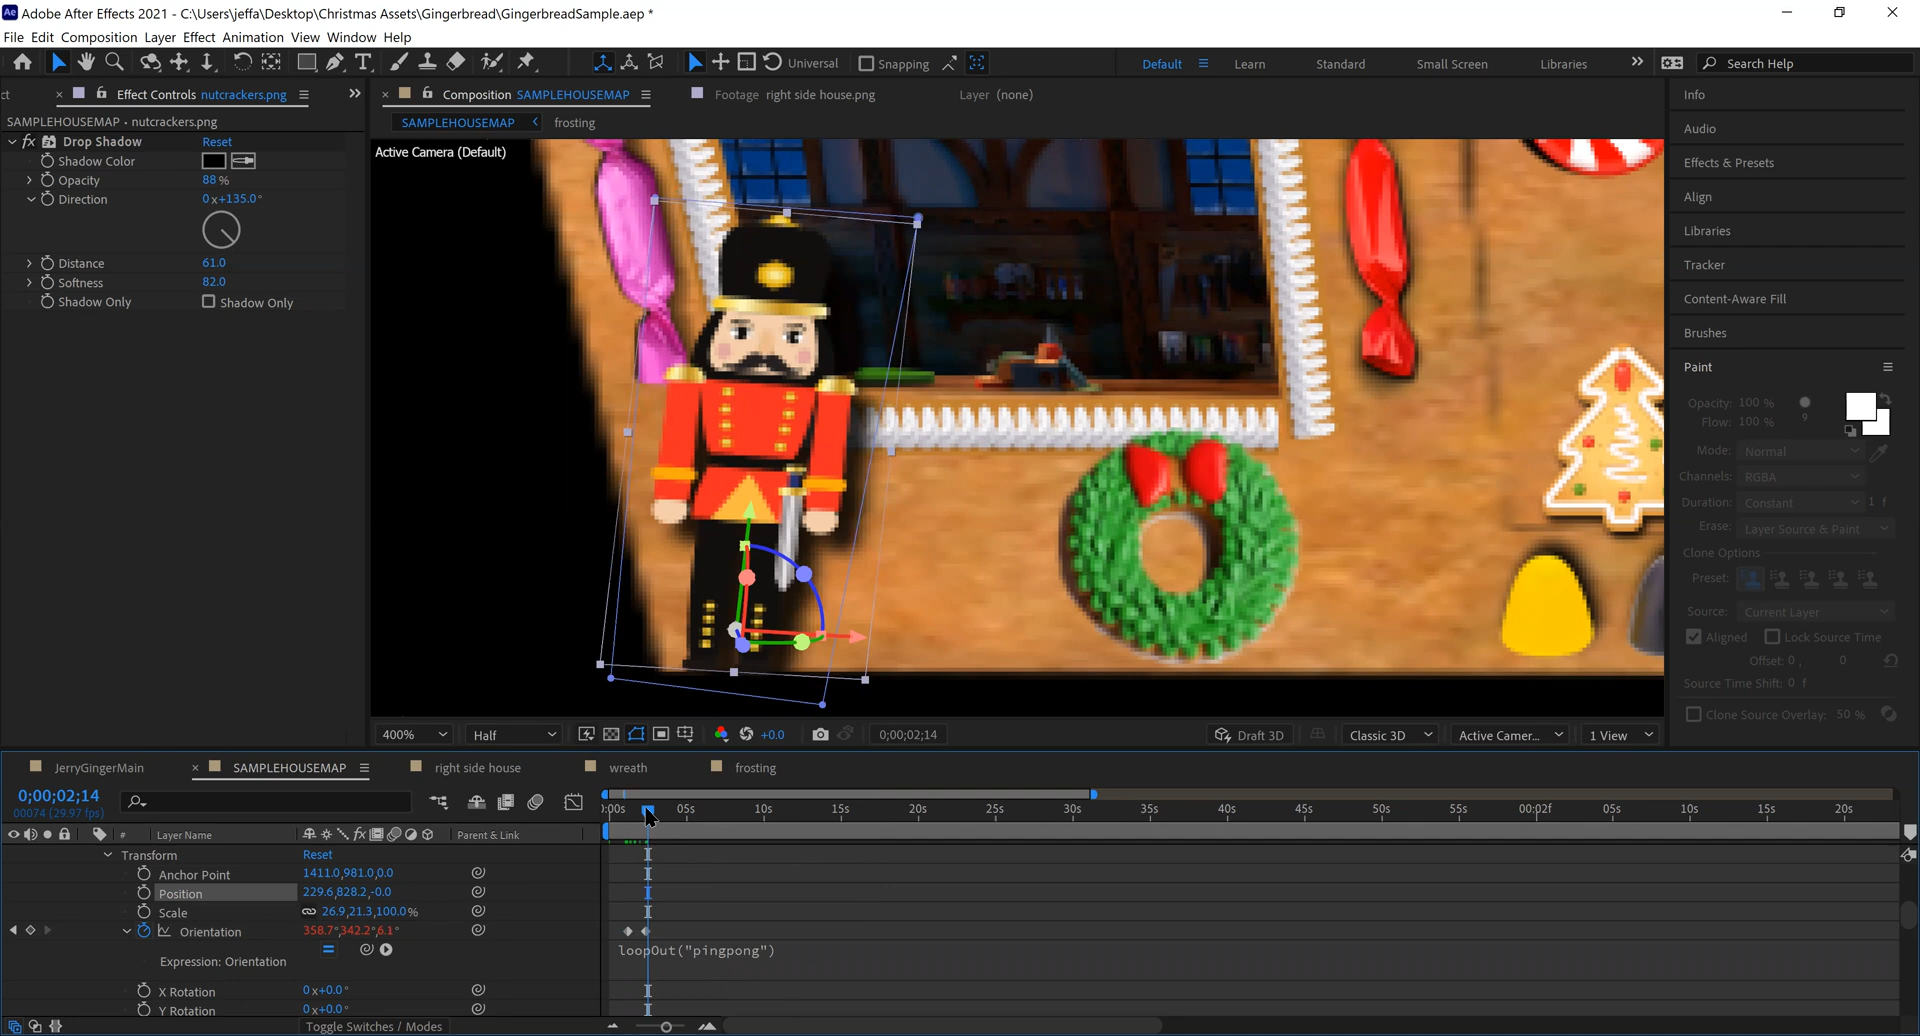 Ae Adobe After Effects 2021 - C:\Users\jeffa\Desktop\Christmas Assets\Gingerbread\GingerbreadSample.aep *
File Edit Composition Layer Effect Animation View Window Help
Universal Snapping Default Learn Standard Small Screen Libraries Search Help
ct Effect Controls nutcrackers.png Composition SAMPLEHOUSEMAP Footage right side house.png Layer (none)
SAMPLEHOUSEMAP • nutcrackers.png
SAMPLEHOUSEMAP frosting
Active Camera (Default)
fx Drop Shadow Reset
Shadow Color
Opacity 88 %
Direction 0x+135.0°
Distance 61.0
Softness 82.0
Shadow Only Shadow Only
Info
Audio
Effects & Presets
Align
Libraries
Tracker
Content-Aware Fill
Brushes
Paint
Opacity: 100 %
Flow: 100 %
9
Mode: Normal
Channels: RGBA
Duration: Constant 1 f
Erase: Layer Source & Paint
Clone Options
Preset:
Source: Current Layer
Aligned Lock Source Time
Offset: 0 , 0
Source Time Shift: 0 f
Clone Source Overlay: 50 %
400% Half +0.0 0;00;02;14 Draft 3D Classic 3D Active Camer... 1 View
JerryGingerMain SAMPLEHOUSEMAP right side house wreath frosting
0;00;02;14
00074 (29.97 fps)
):00s 05s 10s 15s 20s 25s 30s 35s 40s 45s 50s 55s 00:02f 05s 10s 15s 20s
# Layer Name fx Parent & Link
Transform Reset
Anchor Point 1411.0,981.0,0.0
Position 229.6,828.2,-0.0
Scale 26.9,21.3,100.0%
Orientation 358.7°,342.2°,6.1°
loopOut("pingpong")
Expression: Orientation
X Rotation 0x+0.0°
Y Rotation 0x+0.0°
Toggle Switches / Modes